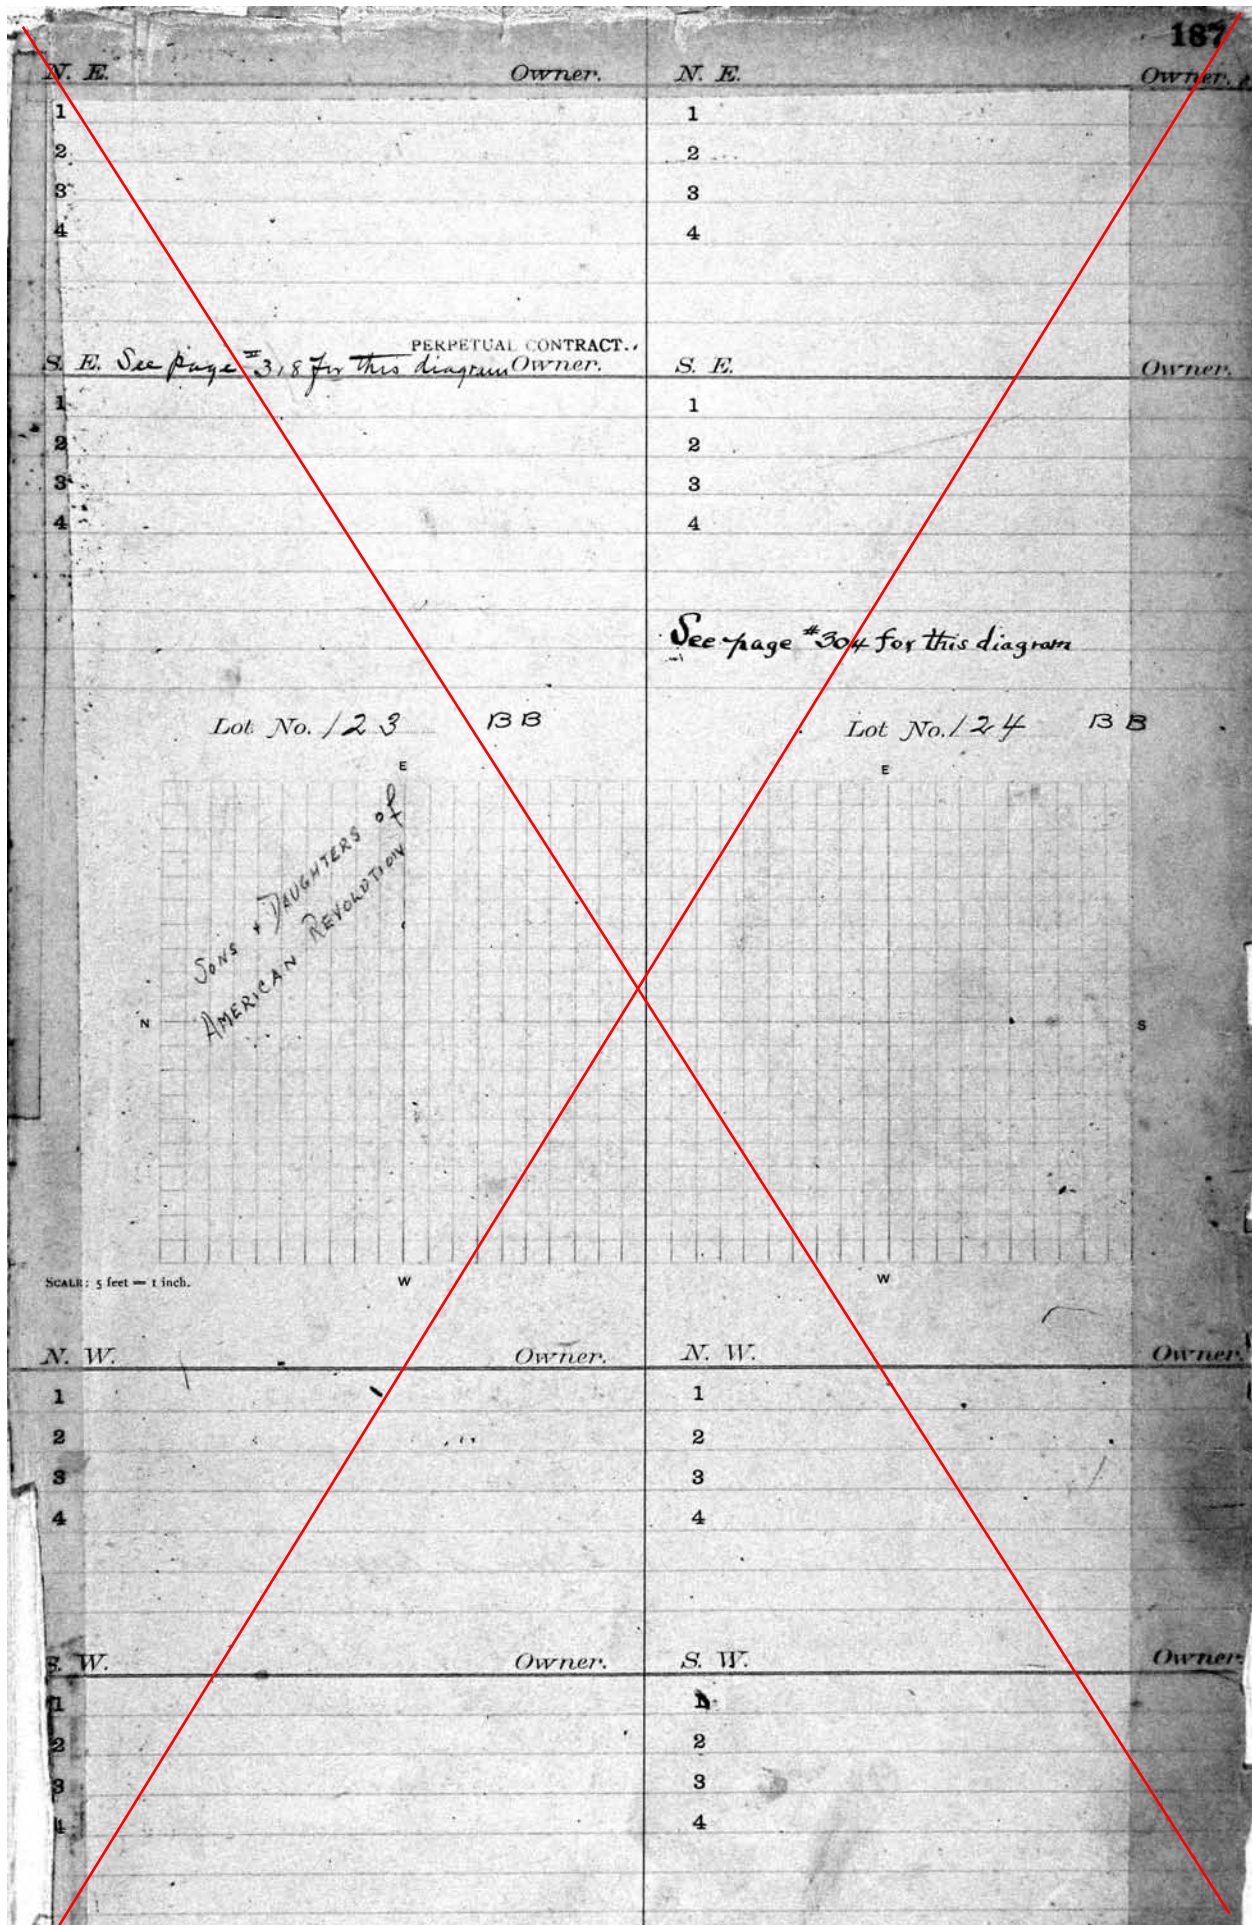 187
N. E. Owner. N. E. Owner.
1 1
2 2
3 3
4 4
PERPETUAL CONTRACT.
S. E. See page #318 for this diagram Owner. S. E. Owner.
1 1
2 2
3 3
4 4
See page #304 for this diagram
Lot No. 123 BB Lot No. 124 BB
E E
SONS + DAUGHTERS of
AMERICAN REVOLUTION
N S
SCALE: 5 feet = 1 inch.
W W
N. W. Owner. N. W. Owner.
1 1
2 2
3 3
4 4
S. W. Owner. S. W. Owner.
1 1
2 2
3 3
4 4